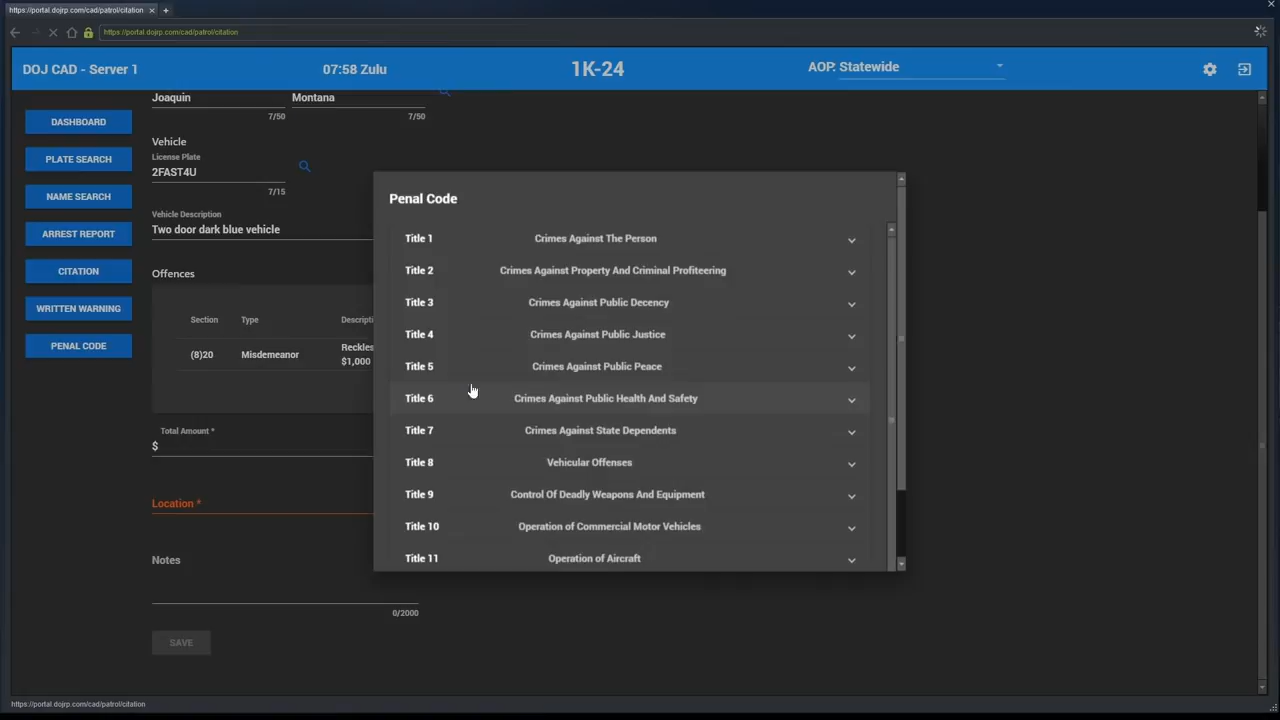 https://portal.dojrp.com/cad/patrol/citation
https://portal.dojrp.com/cad/patrol/citation
DOJ CAD - Server 1
07:58 Zulu
1K-24
AOP: Statewide
DASHBOARD
PLATE SEARCH
NAME SEARCH
ARREST REPORT
CITATION
WRITTEN WARNING
PENAL CODE
Joaquin
Montana
7/50
7/50
Vehicle
License Plate
2FAST4U
7/15
Vehicle Description
Two door dark blue vehicle
Offences
Section Type
(8)20 Misdemeanor
$1,000
Total Amount *
$
Location *
Notes
0/2000
SAVE
Penal Code
Title 1 Crimes Against The Person
Title 2 Crimes Against Property And Criminal Profiteering
Title 3 Crimes Against Public Decency
Title 4 Crimes Against Public Justice
Title 5 Crimes Against Public Peace
Title 6 Crimes Against Public Health And Safety
Title 7 Crimes Against State Dependents
Title 8 Vehicular Offenses
Title 9 Control Of Deadly Weapons And Equipment
Title 10 Operation of Commercial Motor Vehicles
Title 11 Operation of Aircraft
https://portal.dojrp.com/cad/patrol/citation